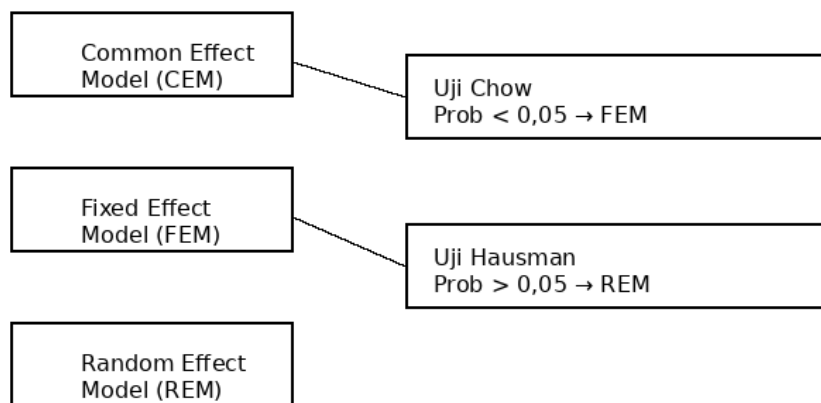 Common Effect
Model (CEM)
Uji Chow
Prob < 0,05 → FEM
Fixed Effect
Model (FEM)
Uji Hausman
Prob > 0,05 → REM
Random Effect
Model (REM)